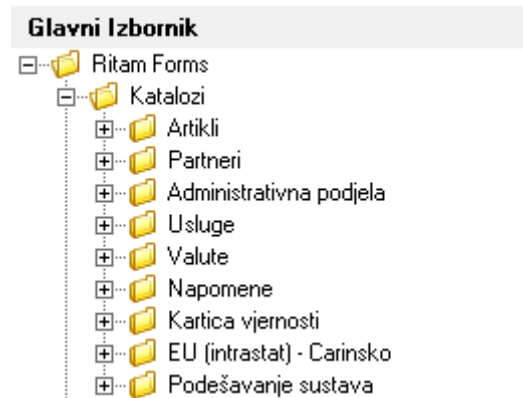 Glavni Izbornik
Ritam Forms
Katalozi
Artikli
Partneri
Administrativna podjela
Usluge
Valute
Napomene
Kartica vjernosti
EU (intrastat) - Carinsko
Podešavanje sustava